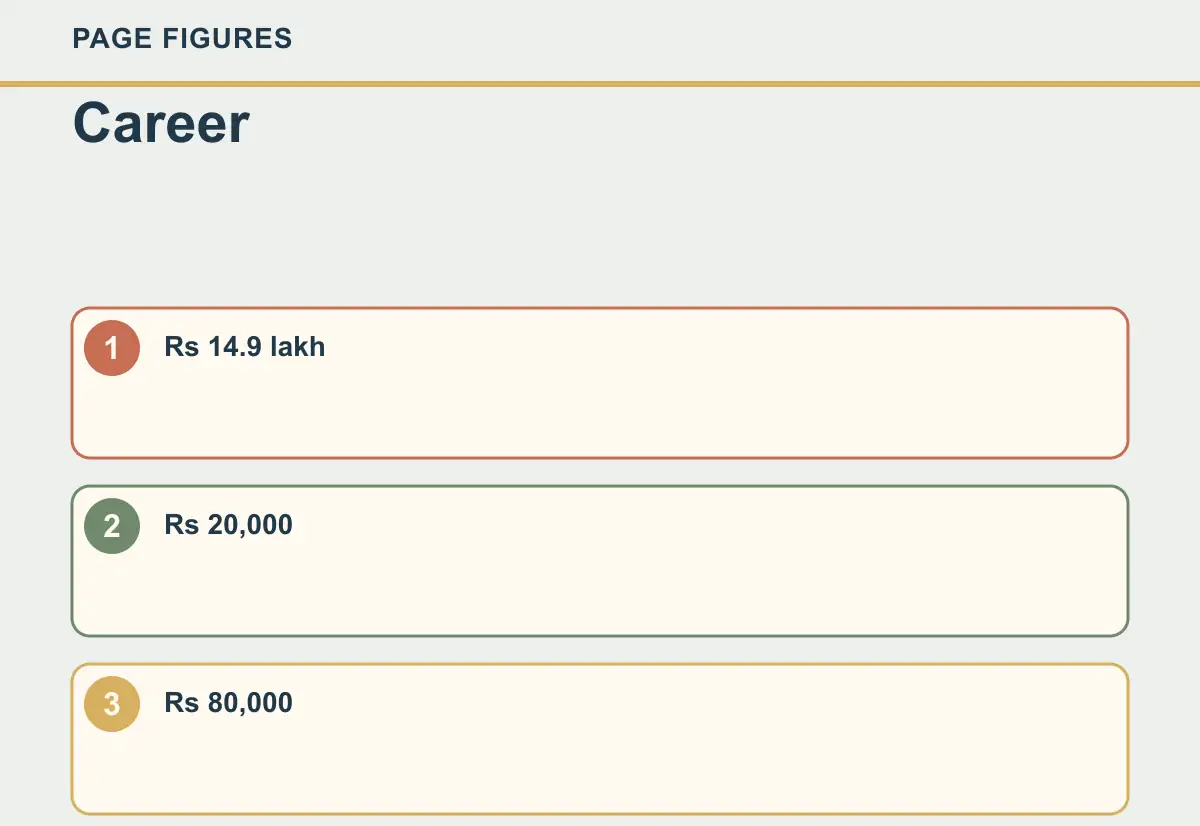 PAGE FIGURES
Career
1 Rs 14.9 lakh
2 Rs 20,000
3 Rs 80,000